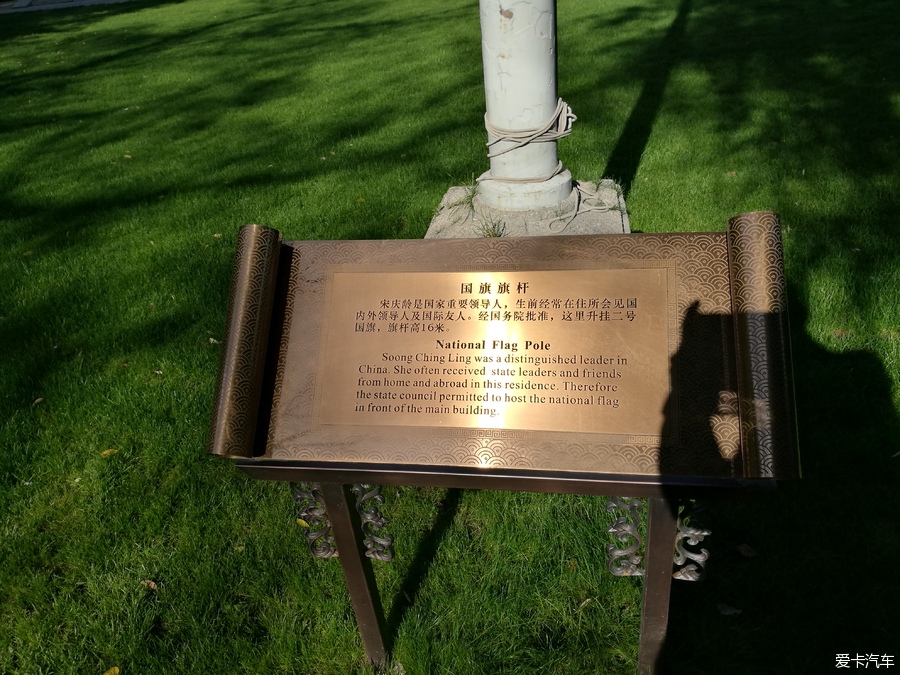 国旗旗杆
宋庆龄是国家重要领导人，生前经常在住所会见国
内外领导人及国际友人。经国务院批准，这里升挂二号
国旗，旗杆高16米。
National Flag Pole
Soong Ching Ling was a distinguished leader in
China. She often received state leaders and friends
from home and abroad in this residence. Therefore
the state council permitted to host the national flag
in front of the main building.
爱卡汽车